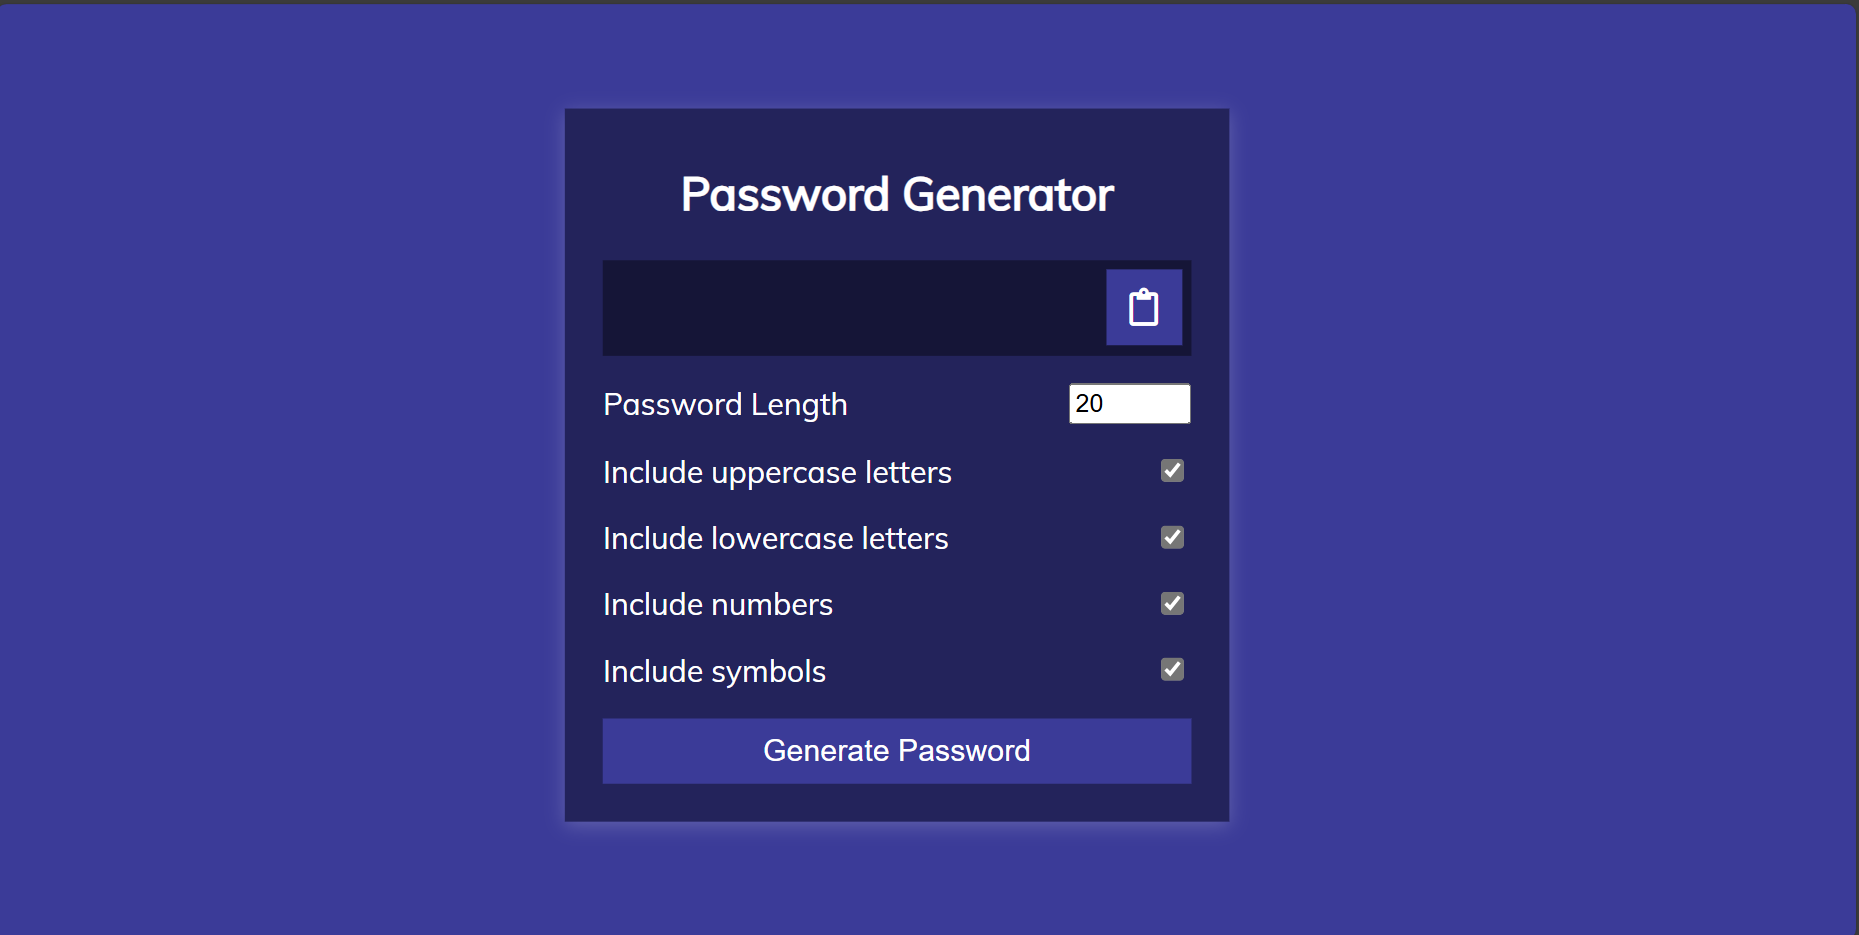 Password Generator
Password Length
20
Include uppercase letters
Include lowercase letters
Include numbers
Include symbols
Generate Password